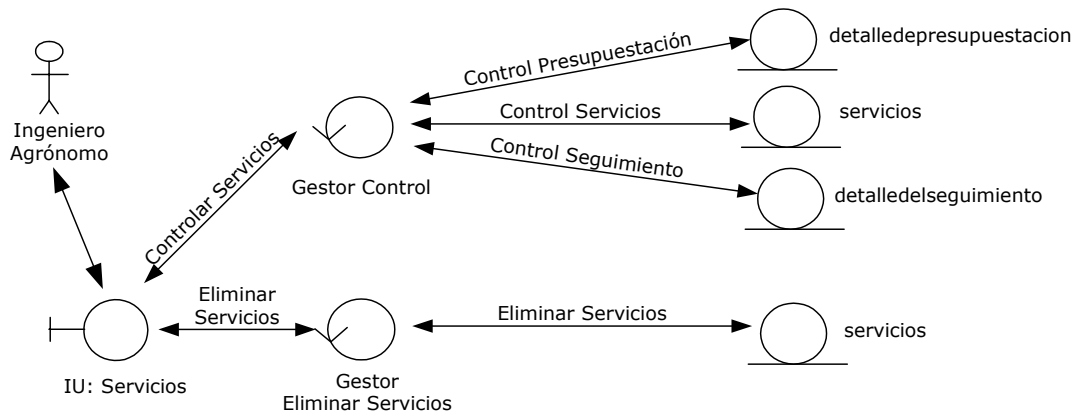 Control Presupuestación
detalledepresupuestacion
Ingeniero
Agrónomo
Control Servicios
servicios
Controlar Servicios
Gestor Control
Control Seguimiento
detalledelseguimiento
Eliminar
Servicios
Eliminar Servicios
servicios
IU: Servicios
Gestor
Eliminar Servicios